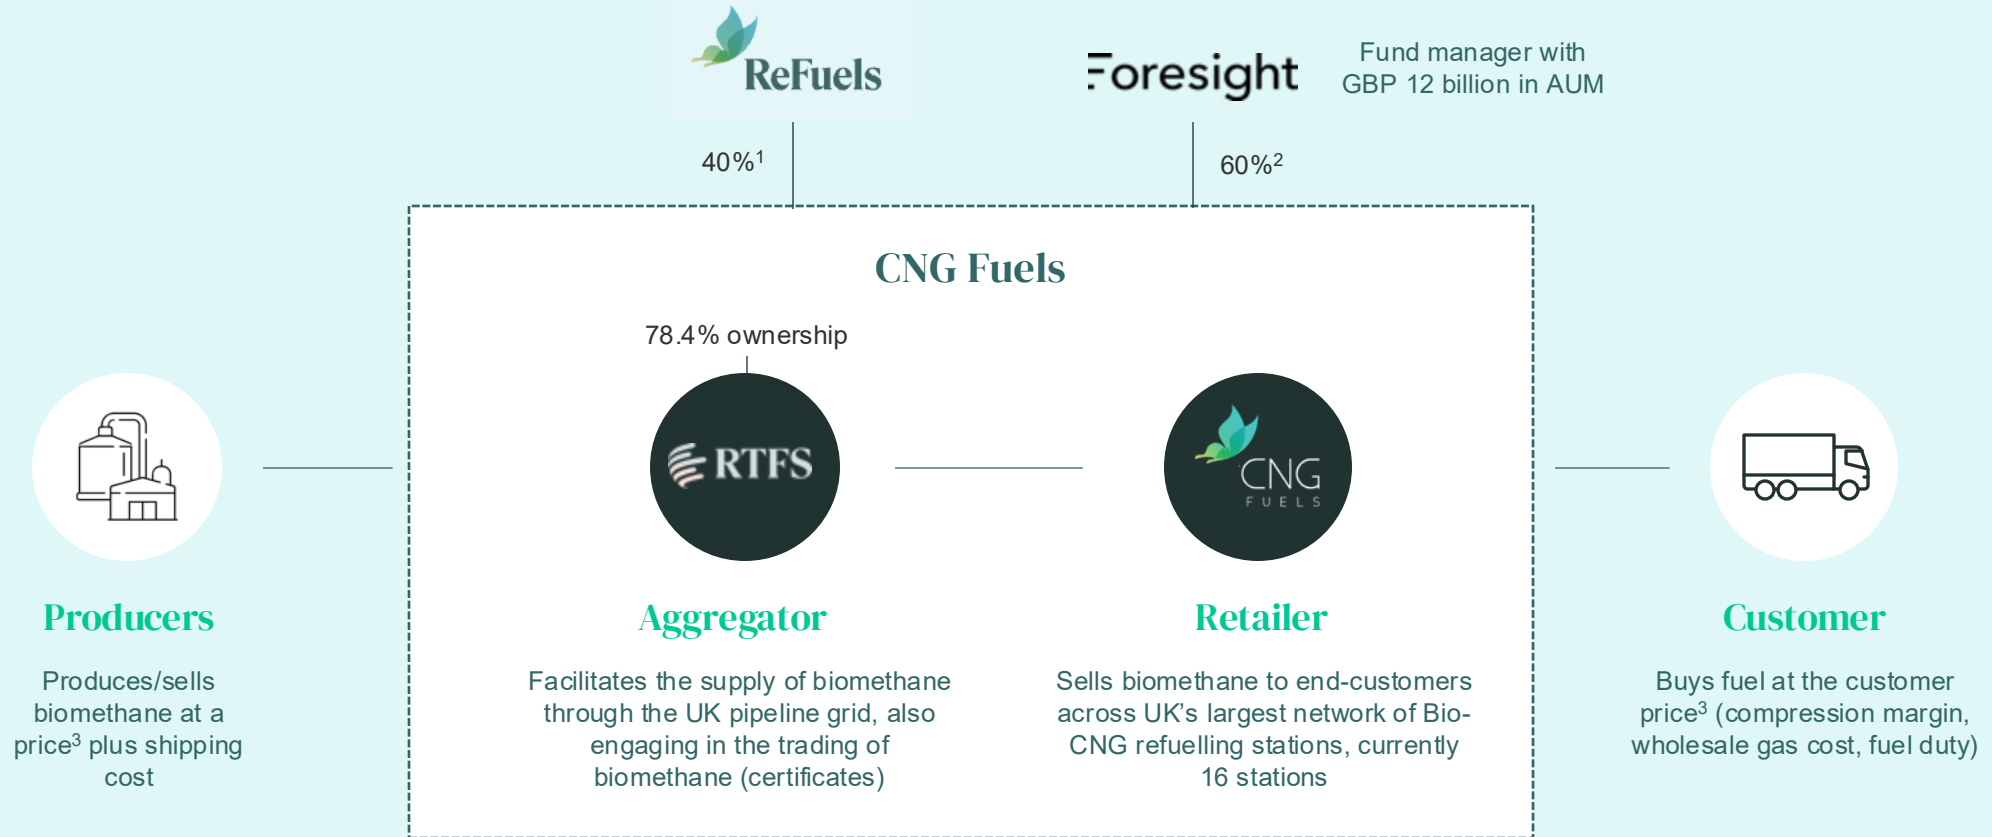 ReFuels
Foresight
Fund manager with
GBP 12 billion in AUM
40%¹
60%²
CNG Fuels
78.4% ownership
RTFS
CNG
FUELS
Producers
Produces/sells
biomethane at a
price³ plus shipping
cost
Aggregator
Facilitates the supply of biomethane
through the UK pipeline grid, also
engaging in the trading of
biomethane (certificates)
Retailer
Sells biomethane to end-customers
across UK's largest network of Bio-
CNG refuelling stations, currently
16 stations
Customer
Buys fuel at the customer
price³ (compression margin,
wholesale gas cost, fuel duty)